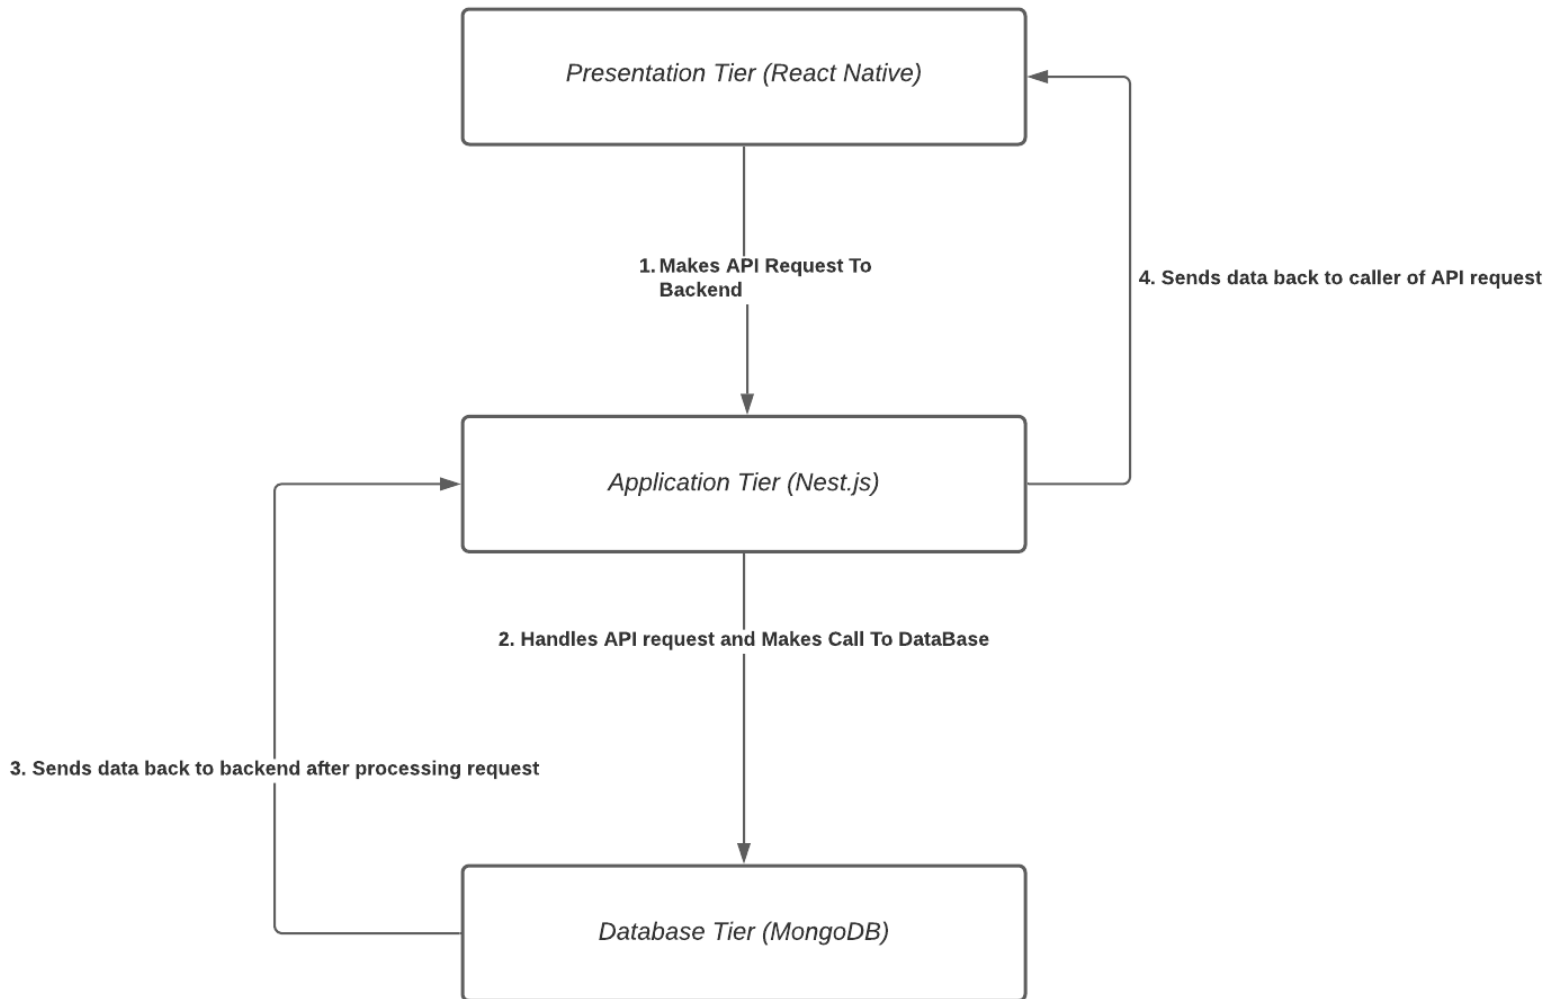 Presentation Tier (React Native)
1. Makes API Request To
Backend
4. Sends data back to caller of API request
Application Tier (Nest.js)
2. Handles API request and Makes Call To DataBase
3. Sends data back to backend after processing request
Database Tier (MongoDB)